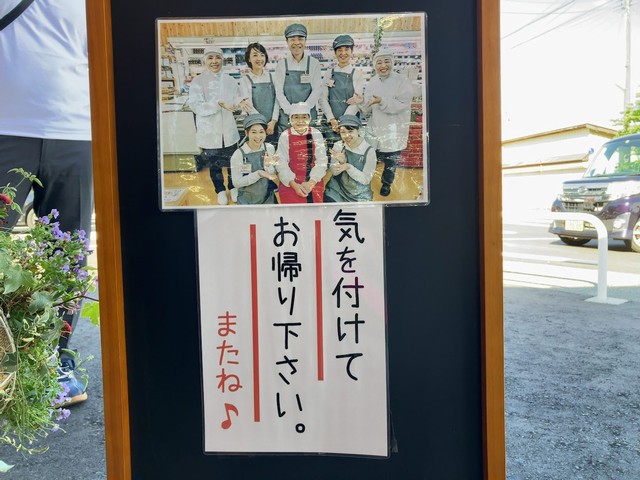 気を付けて
お帰り下さい。
またね♪